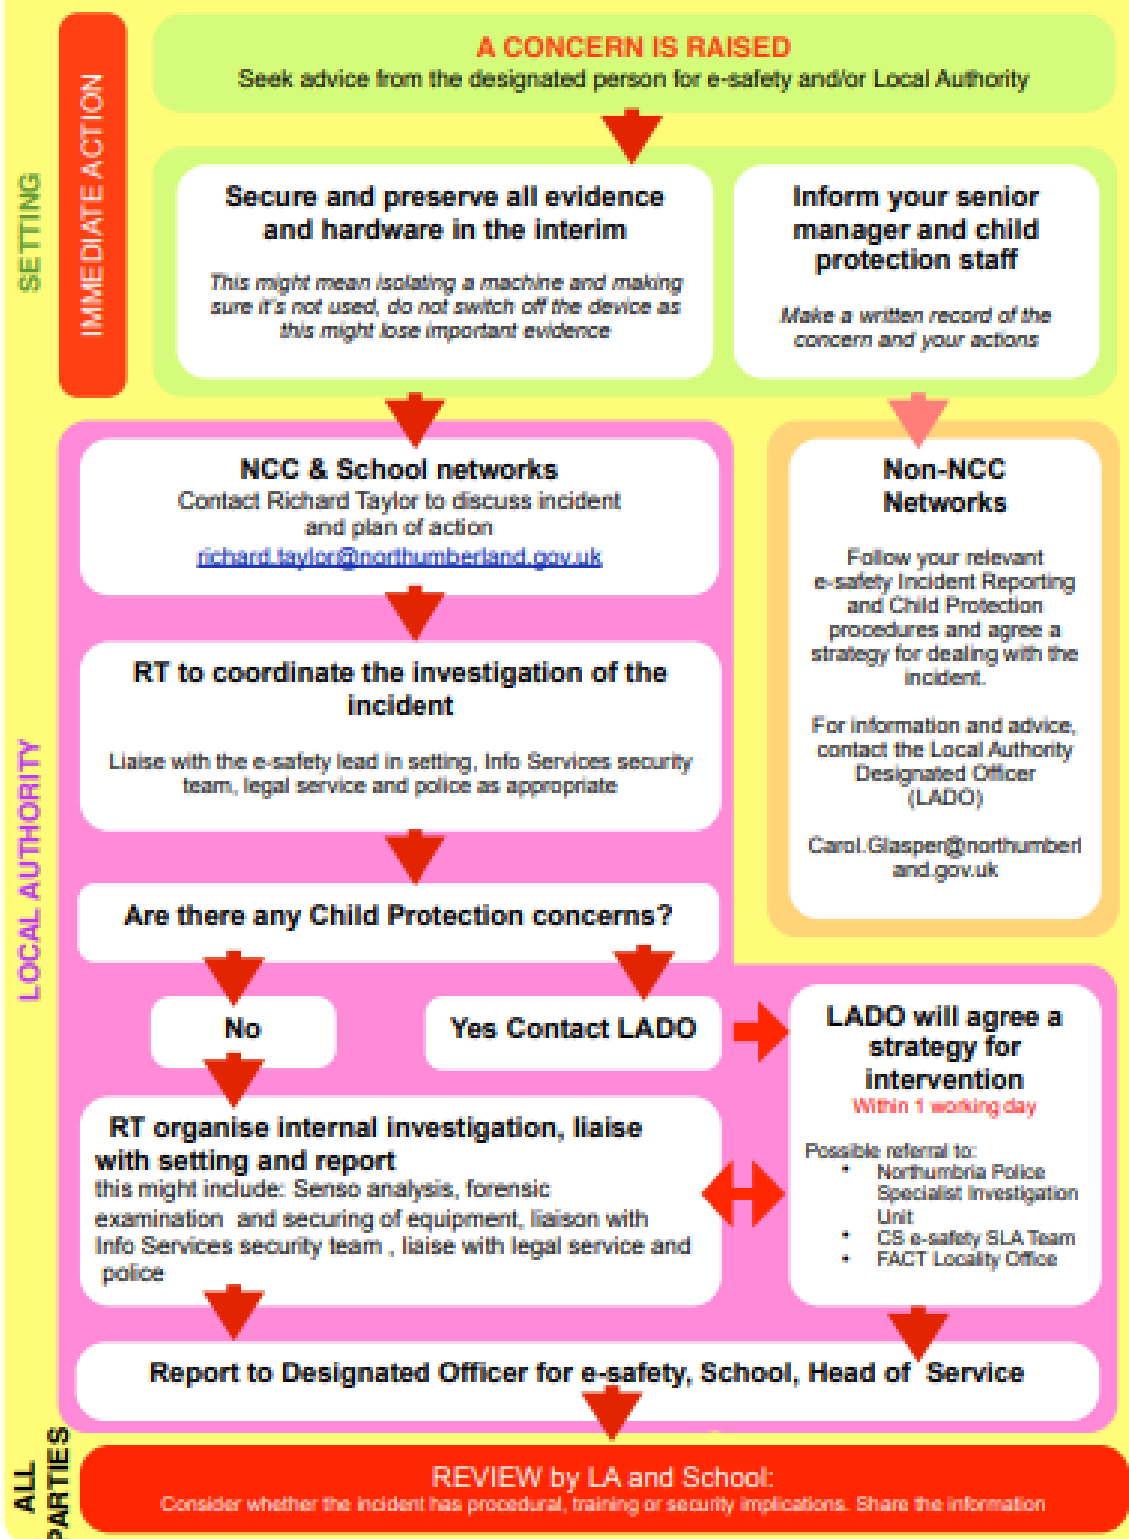 SETTING
IMMEDIATE ACTION
A CONCERN IS RAISED
Seek advice from the designated person for e-safety and/or Local Authority
Secure and preserve all evidence
and hardware in the interim
This might mean isolating a machine and making
sure it's not used, do not switch off the device as
this might lose important evidence
Inform your senior
manager and child
protection staff
Make a written record of the
concern and your actions
LOCAL AUTHORITY
NCC & School networks
Contact Richard Taylor to discuss incident
and plan of action
richard.taylor@northumberland.gov.uk
Non-NCC
Networks
Follow your relevant
e-safety Incident Reporting
and Child Protection
procedures and agree a
strategy for dealing with the
incident.
For information and advice,
contact the Local Authority
Designated Officer
(LADO)
Carol.Glasper@northumberl
and.gov.uk
RT to coordinate the investigation of the
incident
Liaise with the e-safety lead in setting, Info Services security
team, legal service and police as appropriate
Are there any Child Protection concerns?
No
Yes Contact LADO
LADO will agree a
strategy for
intervention
Within 1 working day
Possible referral to:
• Northumbria Police
Specialist Investigation
Unit
• CS e-safety SLA Team
• FACT Locality Office
RT organise internal investigation, liaise
with setting and report
this might include: Senso analysis, forensic
examination and securing of equipment, liaison with
Info Services security team , liaise with legal service and
police
Report to Designated Officer for e-safety, School, Head of Service
ALL
PARTIES
REVIEW by LA and School:
Consider whether the incident has procedural, training or security implications. Share the information